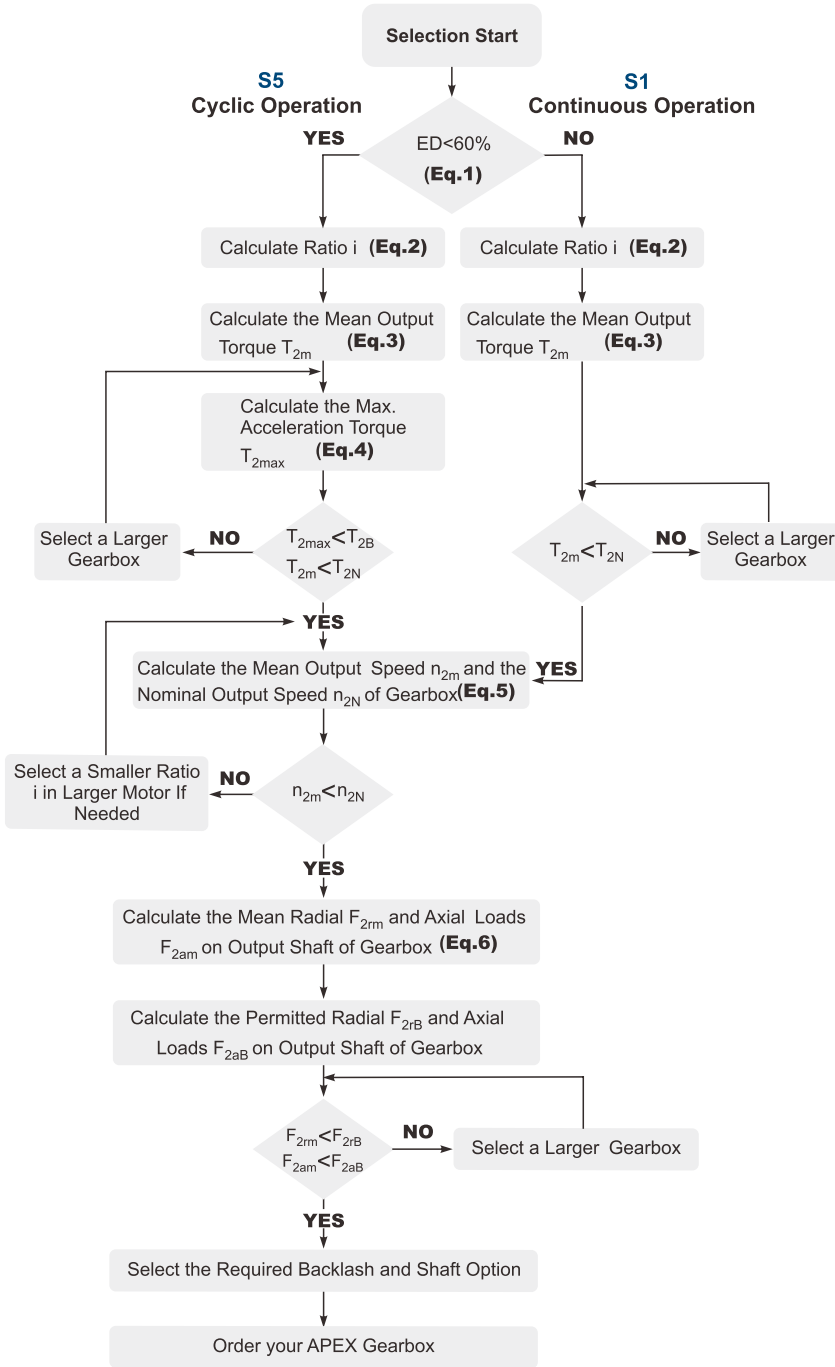 Selection Start
S5
Cyclic Operation
S1
Continuous Operation
YES
ED<60%
(Eq.1)
NO
Calculate Ratio i (Eq.2)
Calculate Ratio i (Eq.2)
Calculate the Mean Output
Torque T2m (Eq.3)
Calculate the Mean Output
Torque T2m (Eq.3)
Calculate the Max.
Acceleration Torque
T2max (Eq.4)
Select a Larger
Gearbox
NO
T2max<T2B
T2m<T2N
T2m<T2N
NO
Select a Larger
Gearbox
YES
Calculate the Mean Output Speed n2m and the
Nominal Output Speed n2N of Gearbox(Eq.5)
YES
Select a Smaller Ratio
i in Larger Motor If
Needed
NO
n2m<n2N
YES
Calculate the Mean Radial F2rm and Axial Loads
F2am on Output Shaft of Gearbox (Eq.6)
Calculate the Permitted Radial F2rB and Axial
Loads F2aB on Output Shaft of Gearbox
F2rm<F2rB
F2am<F2aB
NO
Select a Larger Gearbox
YES
Select the Required Backlash and Shaft Option
Order your APEX Gearbox